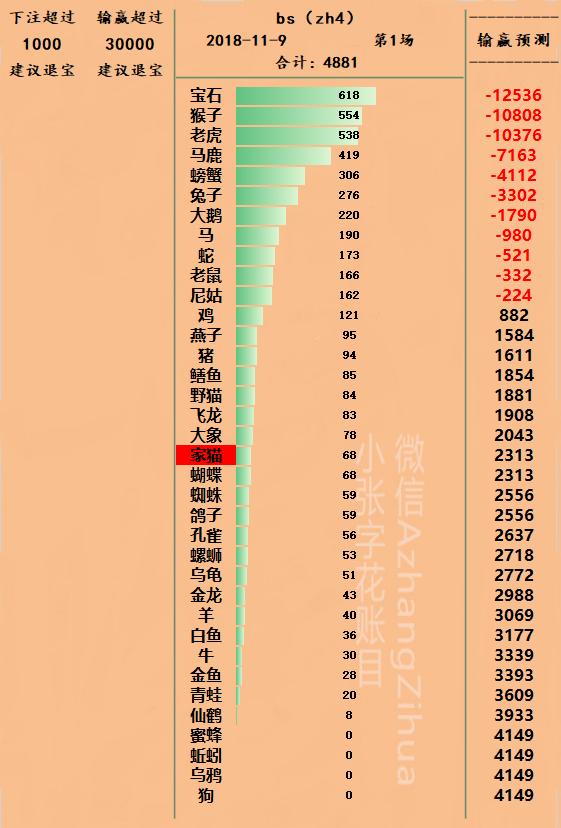 下注超过 输赢超过
1000 30000
建议退宝 建议退宝
bs（zh4）
2018-11-9 第1场
合计：4881
输赢预测
宝石 618 -12536
猴子 554 -10808
老虎 538 -10376
马鹿 419 -7163
螃蟹 306 -4112
兔子 276 -3302
大鹅 220 -1790
马 190 -980
蛇 173 -521
老鼠 166 -332
尼姑 162 -224
鸡 121 882
燕子 95 1584
猪 94 1611
鳝鱼 85 1854
野猫 84 1881
飞龙 83 1908
大象 78 2043
家猫 68 2313
蝴蝶 68 2313
蜘蛛 59 2556
鸽子 59 2556
孔雀 56 2637
螺蛳 53 2718
乌龟 51 2772
金龙 43 2988
羊 40 3069
白鱼 36 3177
牛 30 3339
金鱼 28 3393
青蛙 20 3609
仙鹤 8 3933
蜜蜂 0 4149
蚯蚓 0 4149
乌鸦 0 4149
狗 0 4149
微信AzhangZihua
小张字花账目